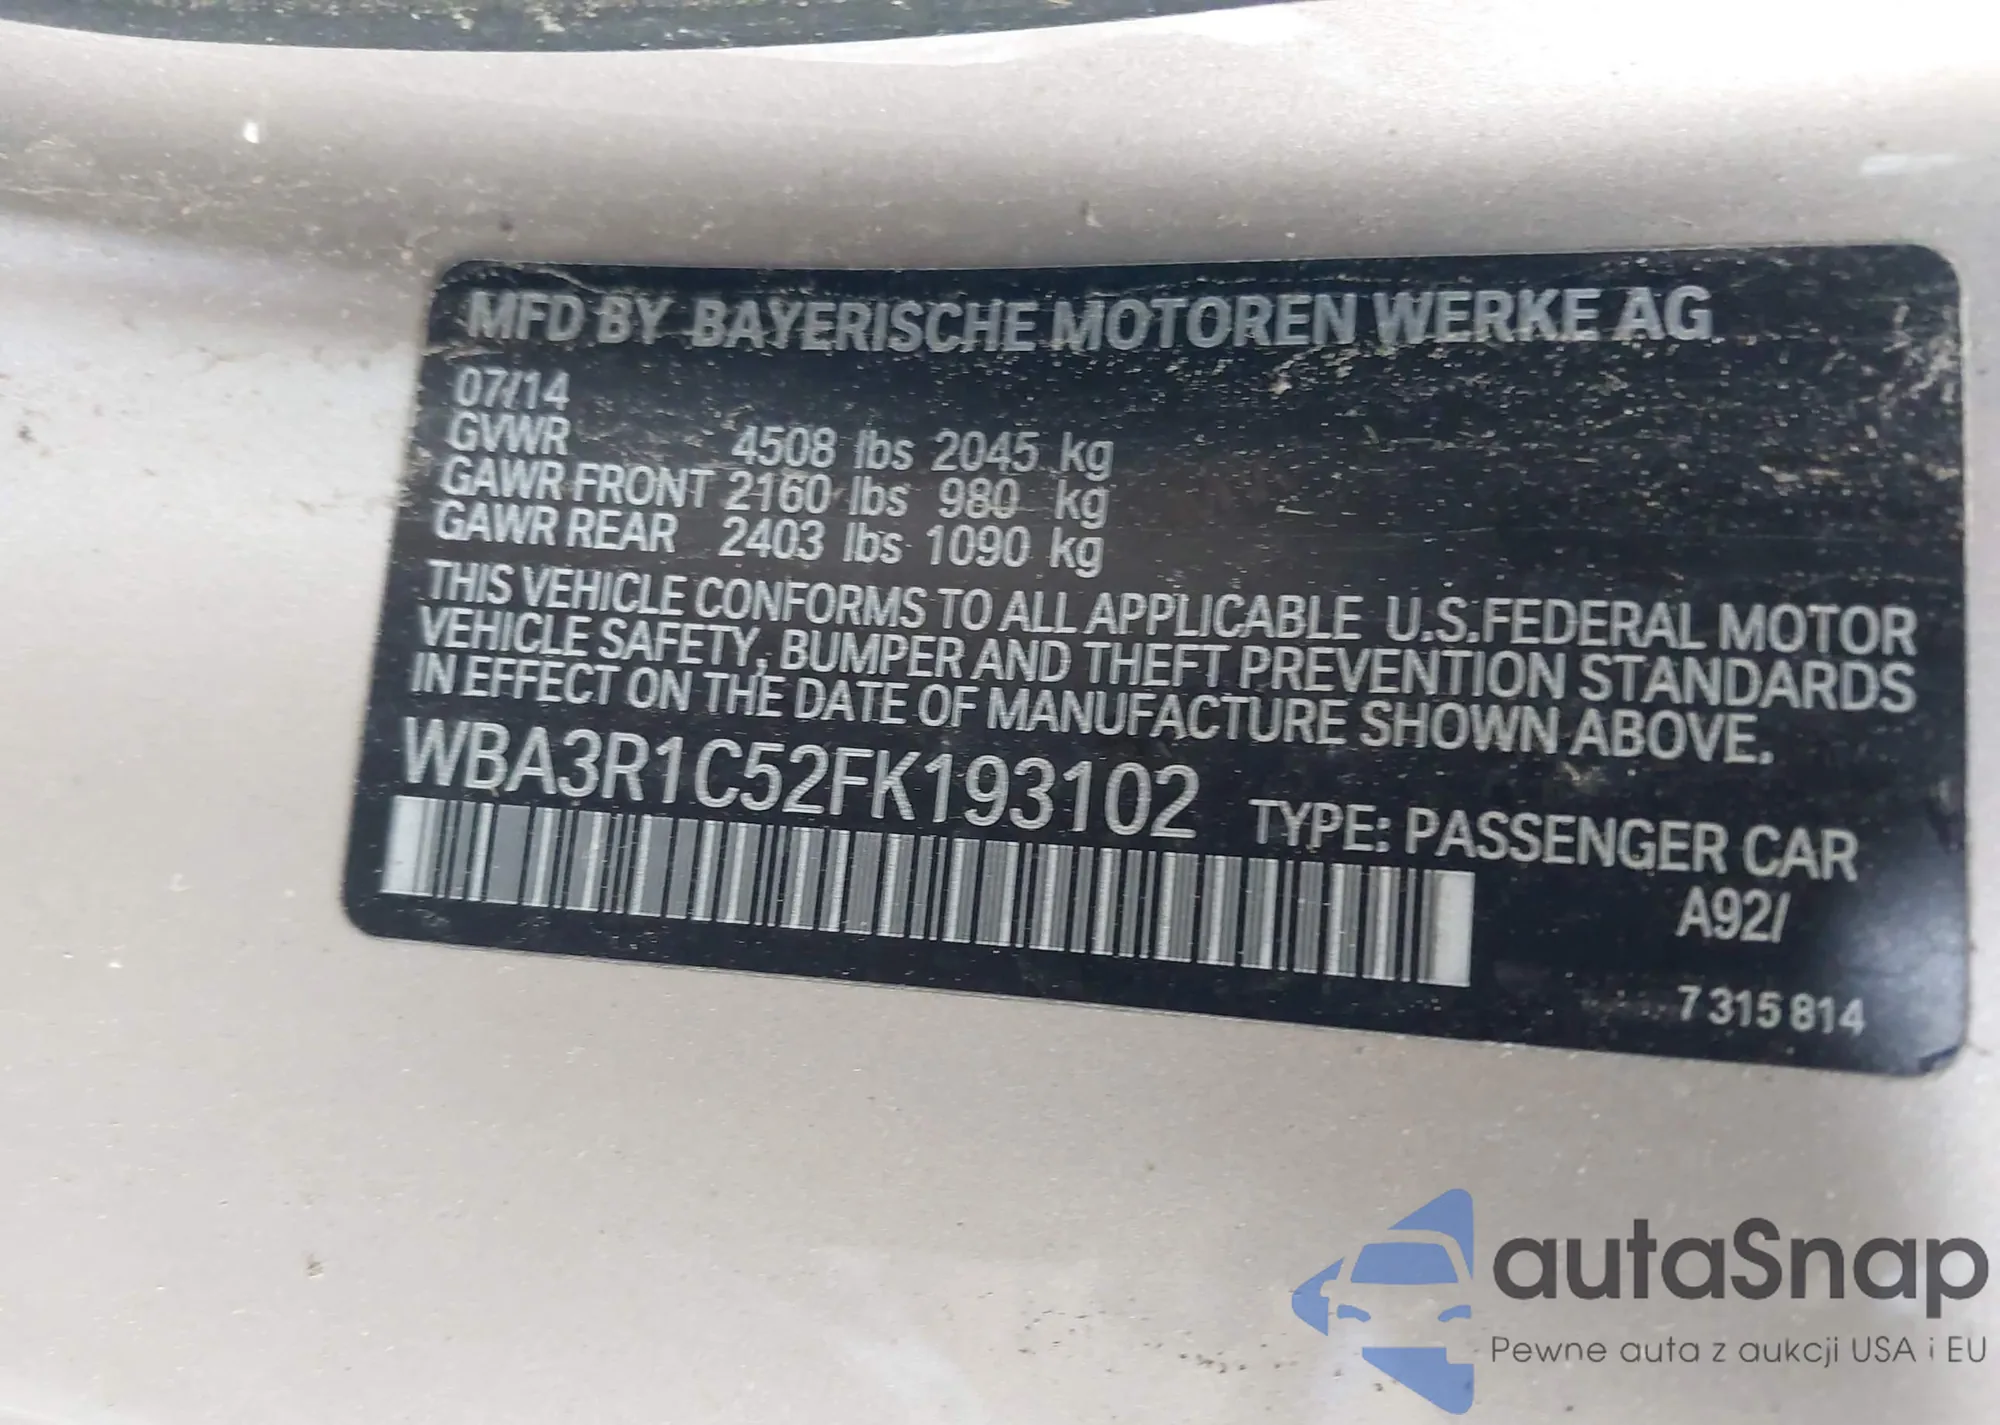 MFD BY BAYERISCHE MOTOREN WERKE AG
07/14
GVWR 4508 lbs 2045 kg
GAWR FRONT 2160 lbs 980 kg
GAWR REAR 2403 lbs 1090 kg
THIS VEHICLE CONFORMS TO ALL APPLICABLE U.S.FEDERAL MOTOR
VEHICLE SAFETY, BUMPER AND THEFT PREVENTION STANDARDS
IN EFFECT ON THE DATE OF MANUFACTURE SHOWN ABOVE.
WBA3R1C52FK193102 TYPE: PASSENGER CAR
A92/
7 315 814
autaSnap
Pewne auta z aukcji USA i EU